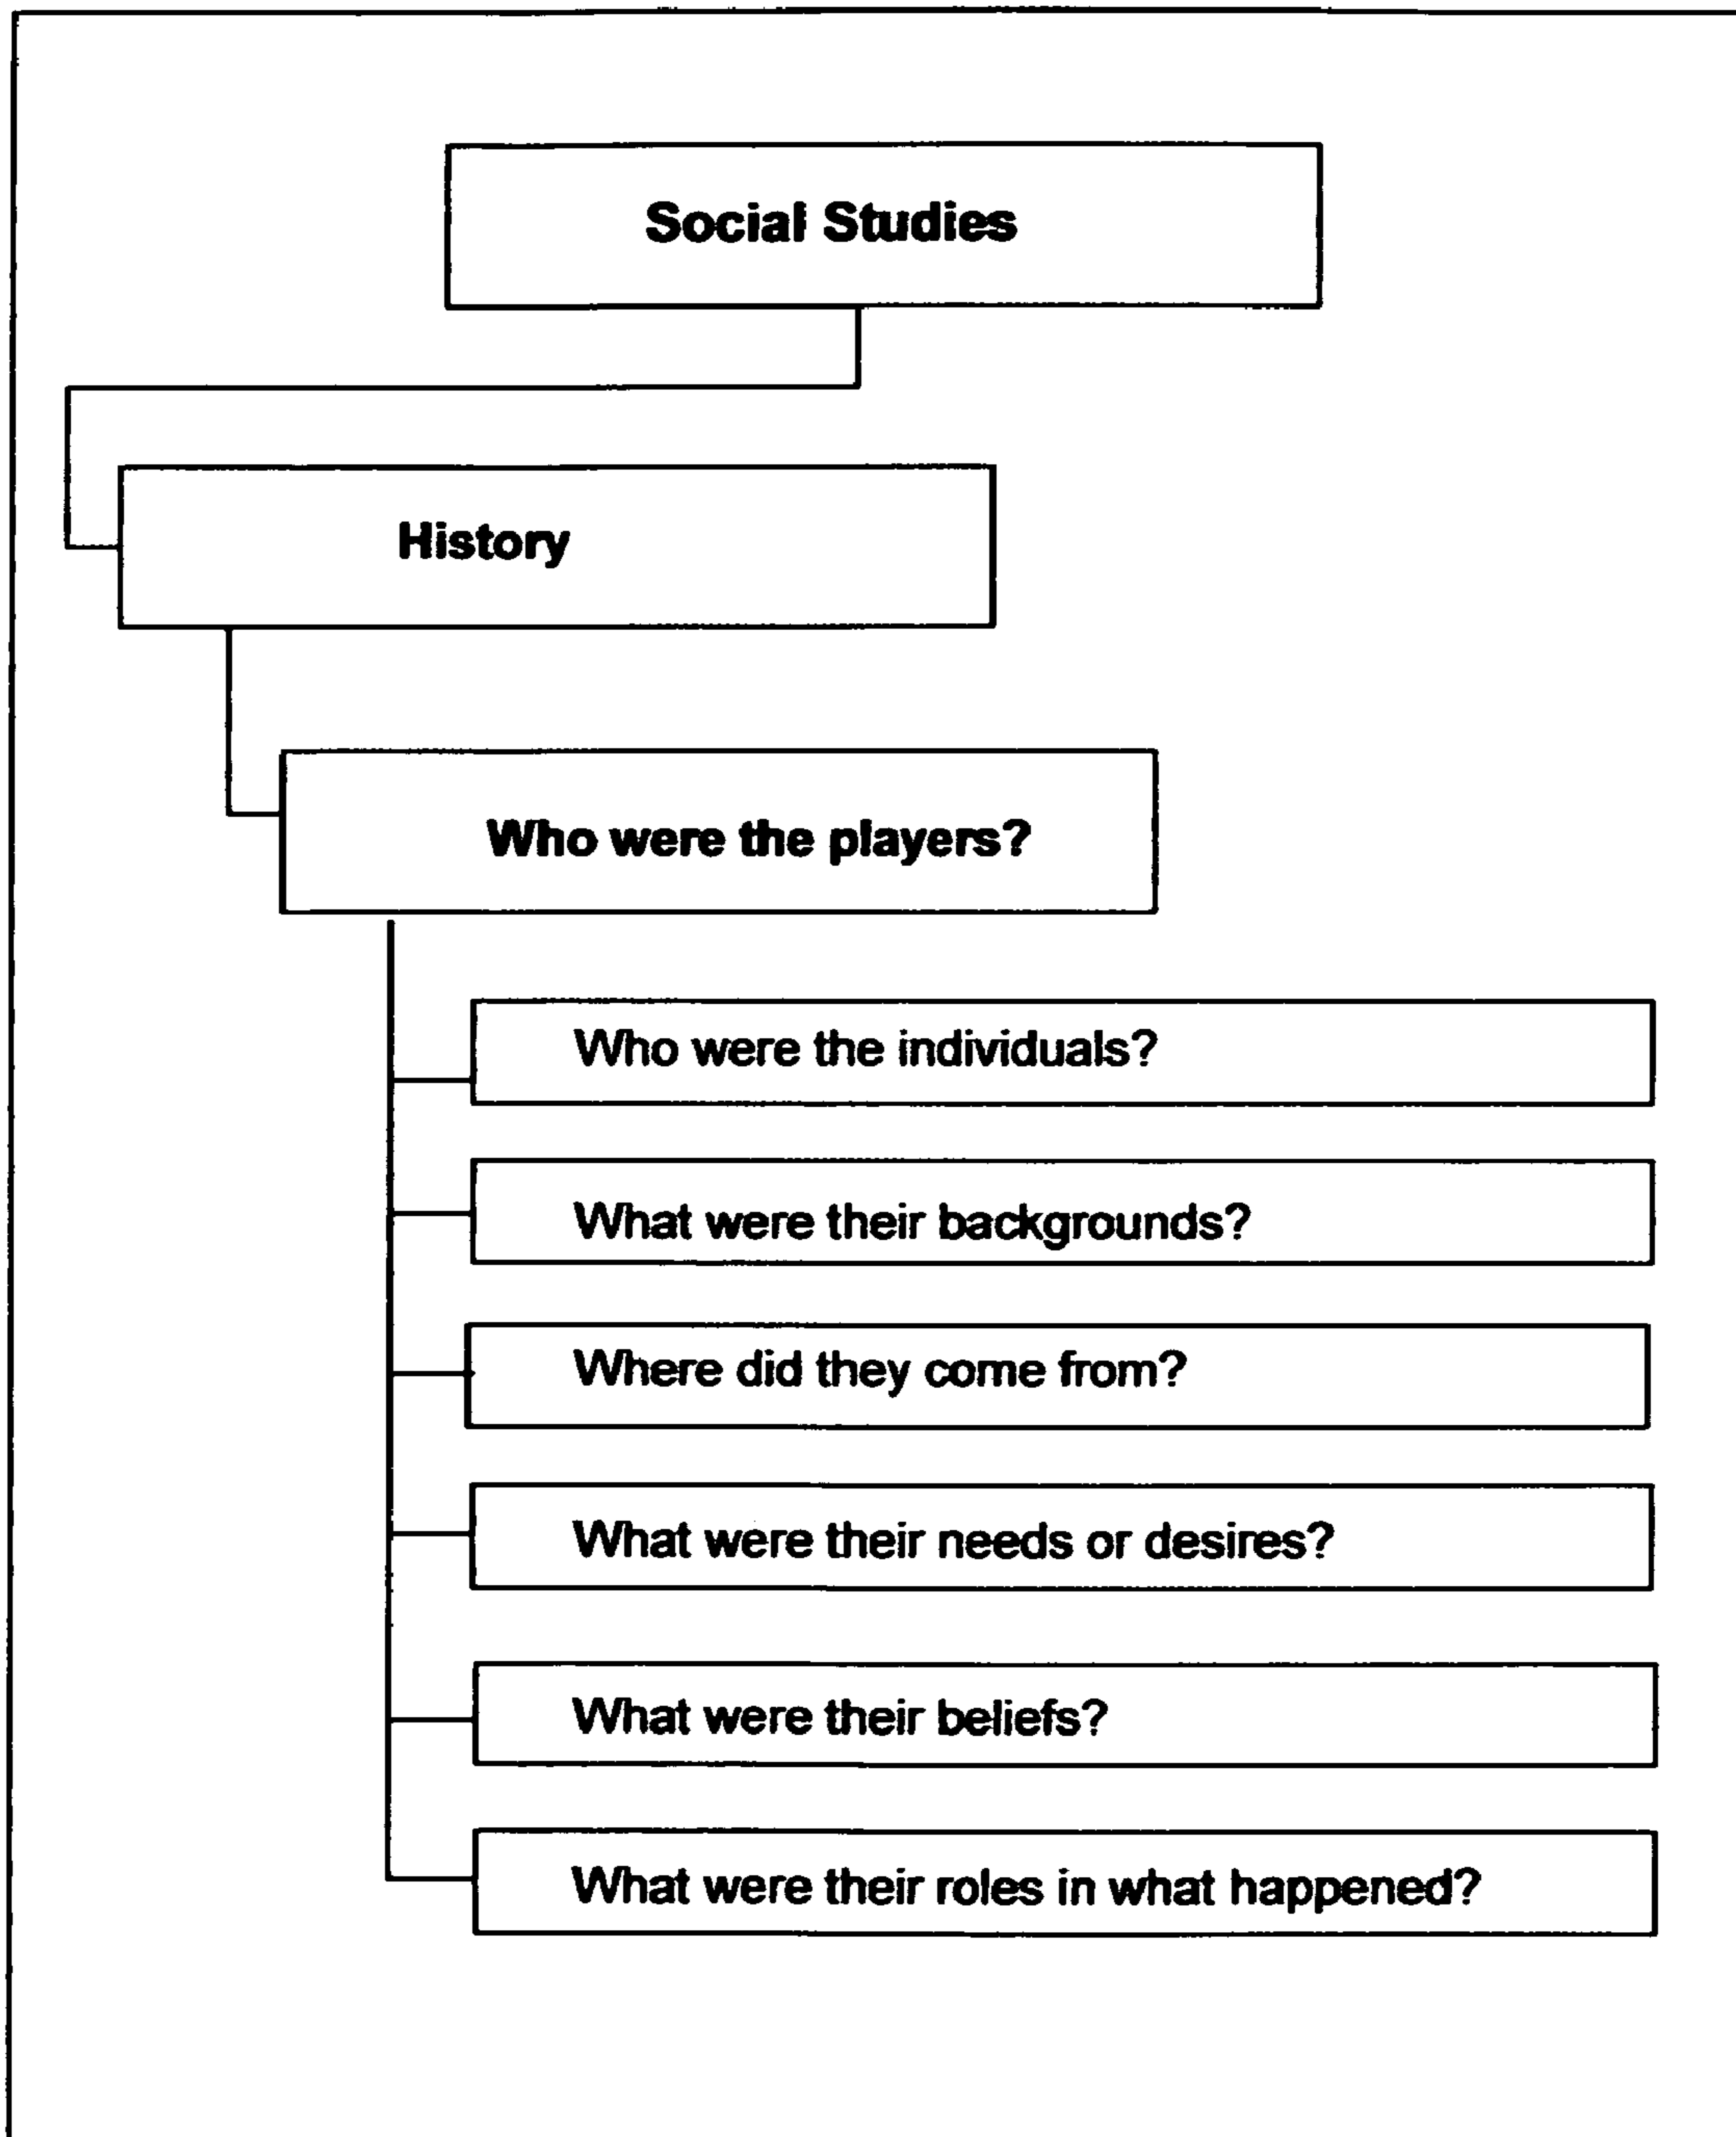 Social Studies
History
Who were the players?
Who were the individuals?
What were their backgrounds?
Where did they come from?
What were their needs or desires?
What were their beliefs?
What were their roles in what happened?